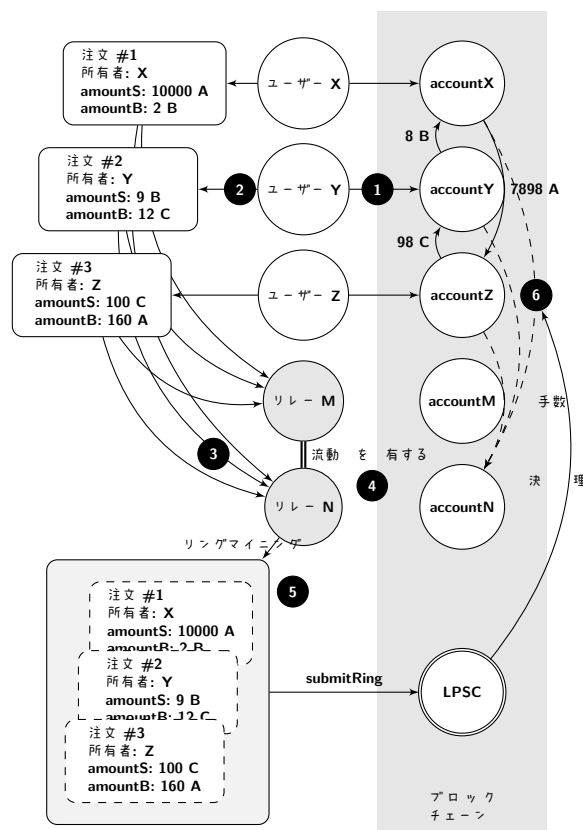 注文 #1
所有者: X
amountS: 10000 A
amountB: 2 B
ユーザー X
accountX
8 B
注文 #2
所有者: Y
amountS: 9 B
amountB: 12 C
2
ユーザー Y
1
accountY
7898 A
98 C
注文 #3
所有者: Z
amountS: 100 C
amountB: 160 A
ユーザー Z
accountZ
6
リレー M
accountM
手数
3
流動 を 有する
4
決 理
リレー N
accountN
リングマイニング
5
注文 #1
所有者: X
amountS: 10000 A
amountB: 2 B
注文 #2
所有者: Y
amountS: 9 B
amountB: 12 C
注文 #3
所有者: Z
amountS: 100 C
amountB: 160 A
submitRing
LPSC
ブロック
チェーン